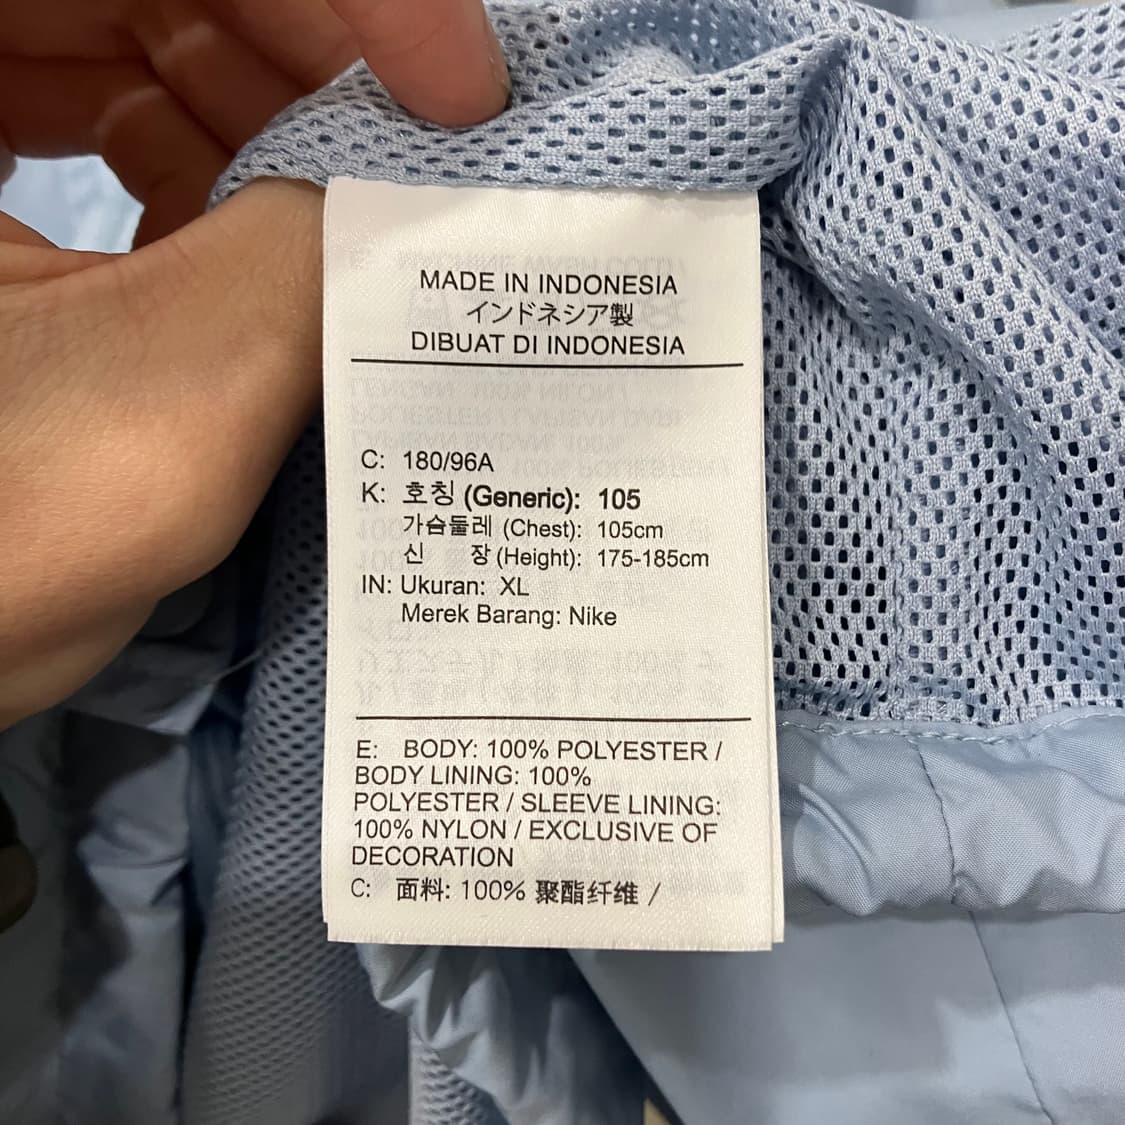 MADE IN INDONESIA
インドネシア製
DIBUAT DI INDONESIA
C: 180/96A
K: 호칭 (Generic): 105
가슴둘레 (Chest): 105cm
신 장 (Height): 175-185cm
IN: Ukuran: XL
Merek Barang: Nike
E: BODY: 100% POLYESTER /
BODY LINING: 100%
POLYESTER / SLEEVE LINING:
100% NYLON / EXCLUSIVE OF
DECORATION
C: 面料: 100% 聚酯纤维 /